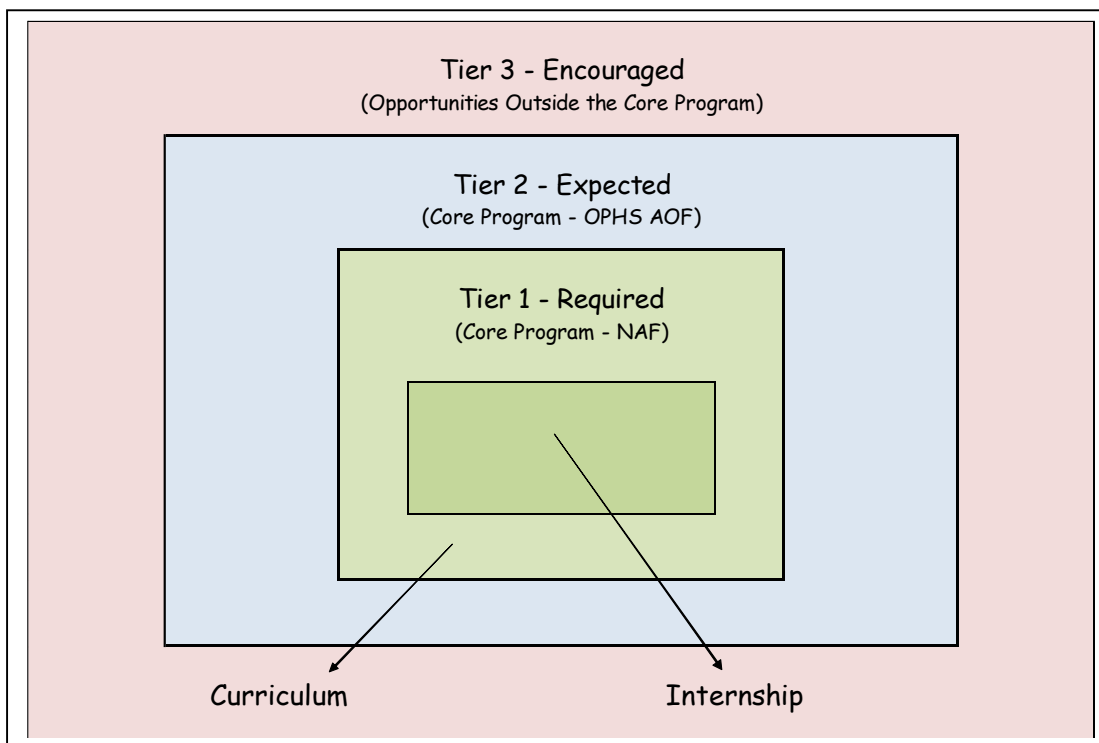 Tier 3 - Encouraged
(Opportunities Outside the Core Program)
Tier 2 - Expected
(Core Program - OPHS AOF)
Tier 1 - Required
(Core Program - NAF)
Curriculum
Internship